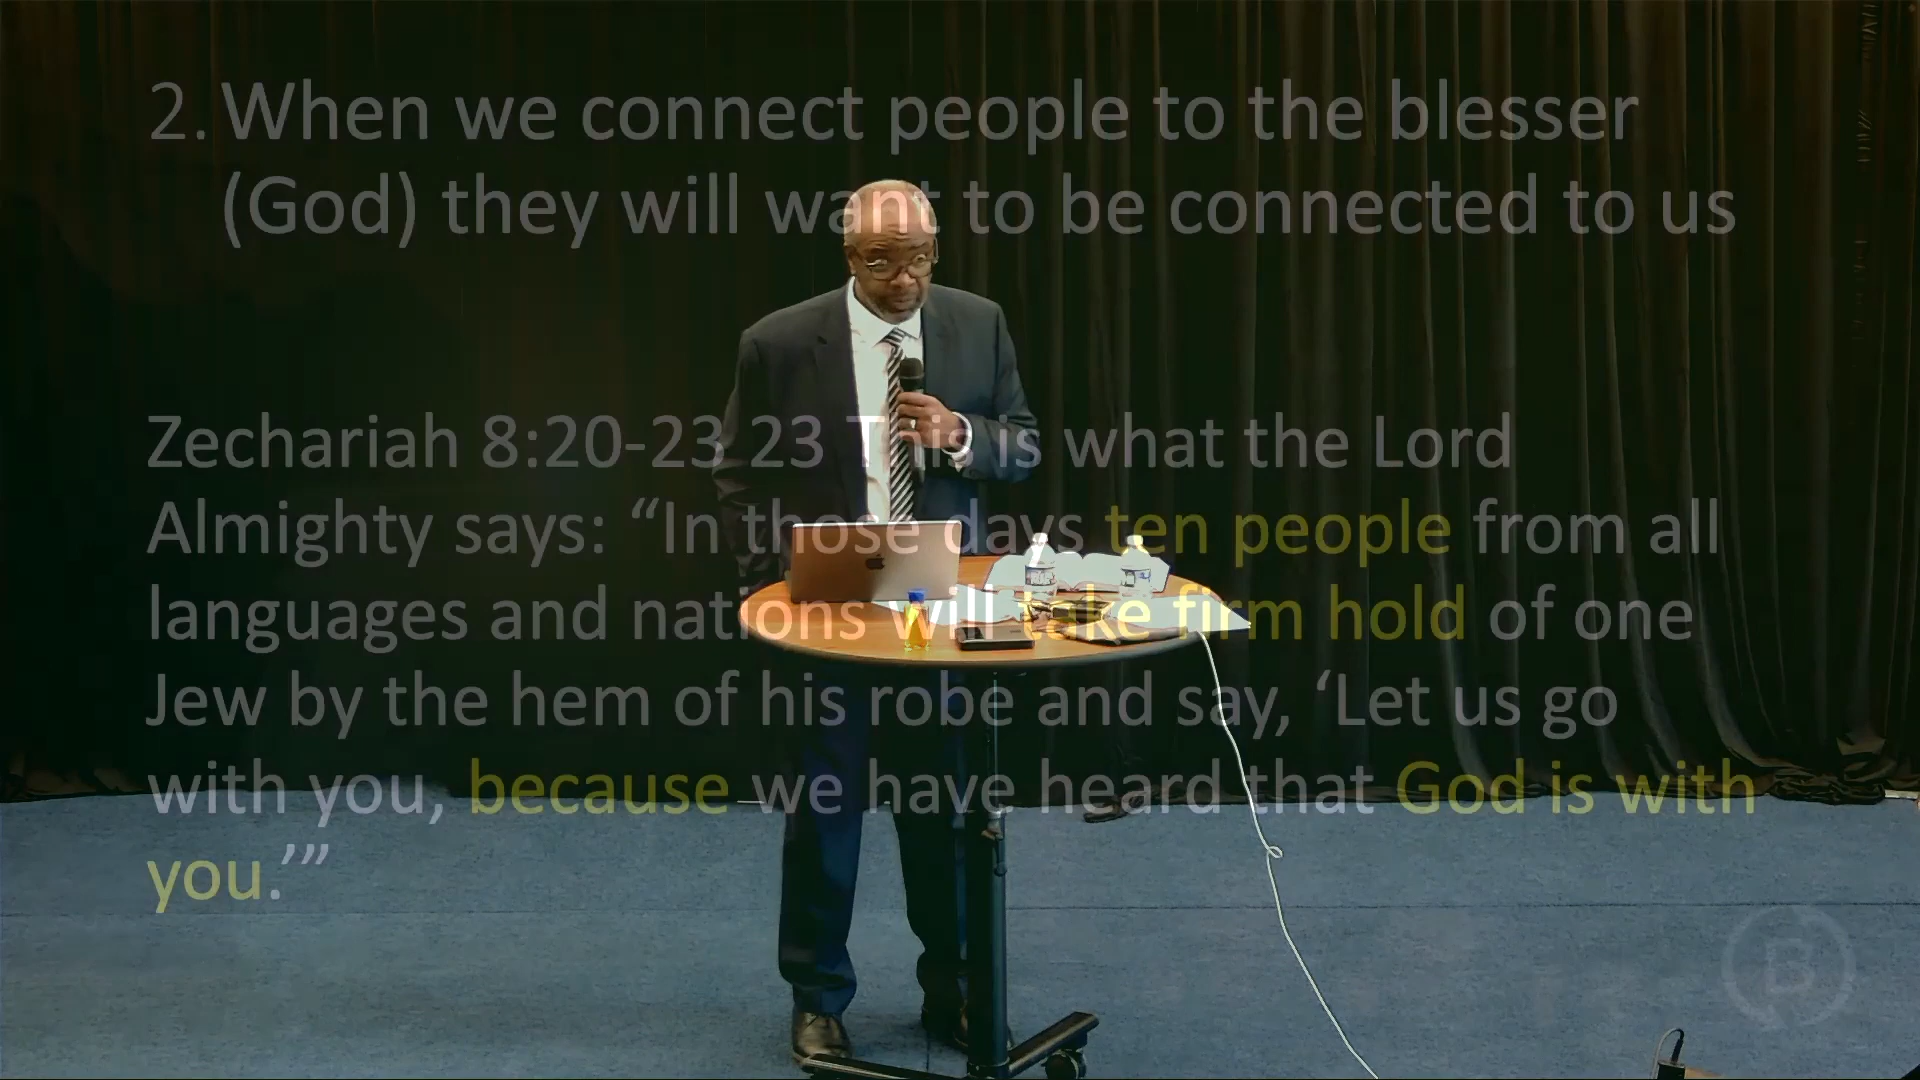 2. When we connect people to the blesser
(God) they will want to be connected to us
Zechariah 8:20-23 23 This is what the Lord
Almighty says: “In those days ten people from all
languages and nations will take firm hold of one
Jew by the hem of his robe and say, ‘Let us go
with you, because we have heard that God is with
you.’”
B